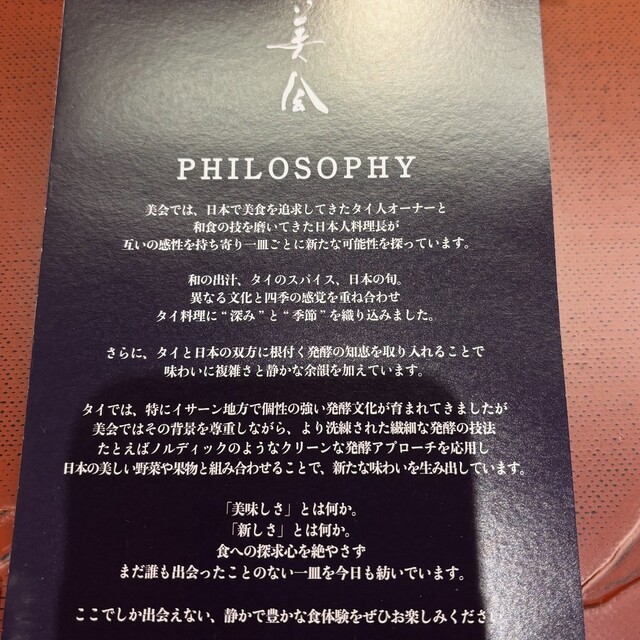 美
会
PHILOSOPHY
美会では、日本で美食を追求してきたタイ人オーナーと
和食の技を磨いてきた日本人料理長が
互いの感性を持ち寄り一皿ごとに新たな可能性を探っています。
和の出汁、タイのスパイス、日本の旬。
異なる文化と四季の感覚を重ね合わせ
タイ料理に“深み”と“季節”を織り込みました。
さらに、タイと日本の双方に根付く発酵の知恵を取り入れることで
味わいに複雑さと静かな余韻を加えています。
タイでは、特にイサーン地方で個性の強い発酵文化が育まれてきましたが
美会ではその背景を尊重しながら、より洗練された繊細な発酵の技法
たとえばノルディックのようなクリーンな発酵アプローチを応用し
日本の美しい野菜や果物と組み合わせることで、新たな味わいを生み出しています。
「美味しさ」とは何か。
「新しさ」とは何か。
食への探求心を絶やさず
まだ誰も出会ったことのない一皿を今日も紡いでいます。
ここでしか出会えない、静かで豊かな食体験をぜひお楽しみください